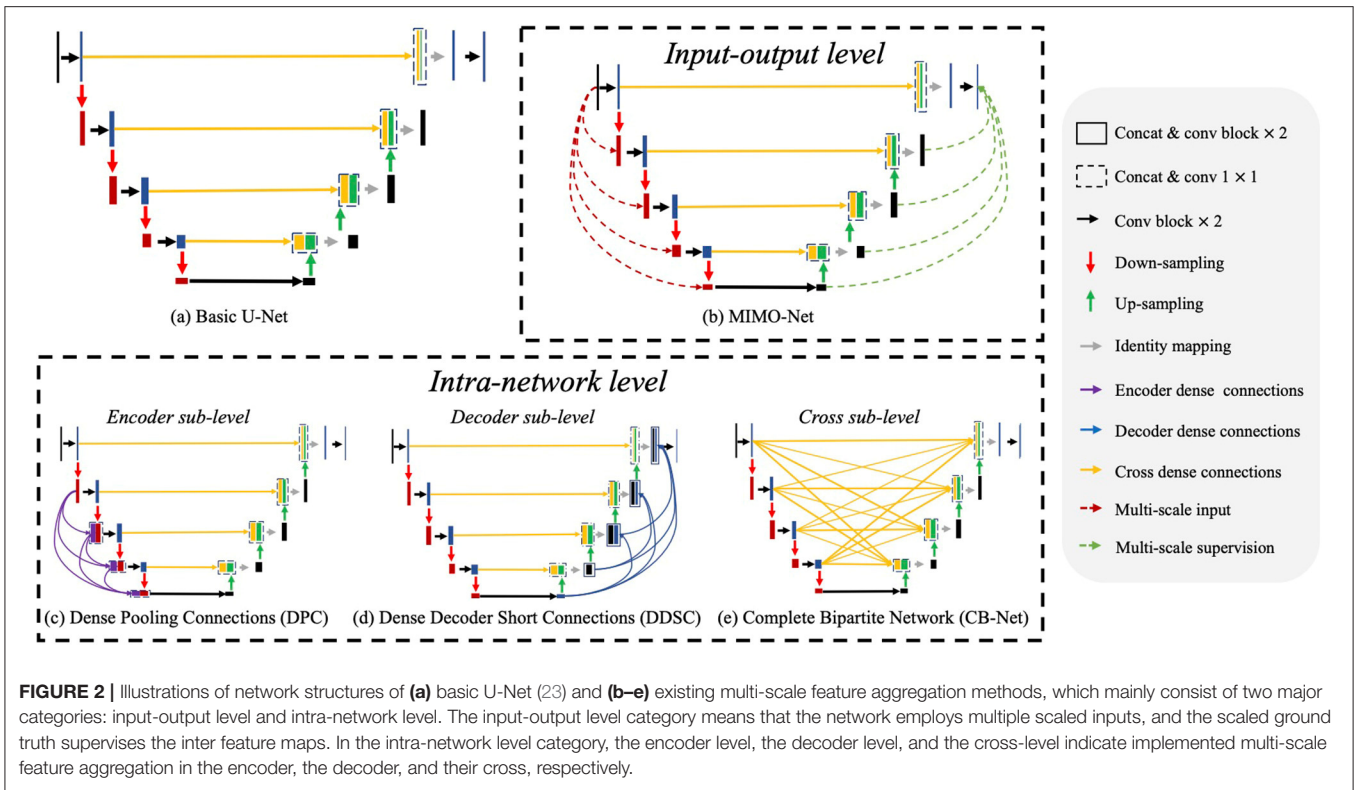 (a) Basic U-Net
Input-output level
(b) MIMO-Net
Concat & conv block × 2
Concat & conv 1 × 1
Conv block × 2
Down-sampling
Up-sampling
Identity mapping
Encoder dense connections
Decoder dense connections
Cross dense connections
Multi-scale input
Multi-scale supervision
Intra-network level
Encoder sub-level
Decoder sub-level
Cross sub-level
(c) Dense Pooling Connections (DPC)
(d) Dense Decoder Short Connections (DDSC)
(e) Complete Bipartite Network (CB-Net)
FIGURE 2 | Illustrations of network structures of (a) basic U-Net (23) and (b–e) existing multi-scale feature aggregation methods, which mainly consist of two major
categories: input-output level and intra-network level. The input-output level category means that the network employs multiple scaled inputs, and the scaled ground
truth supervises the inter feature maps. In the intra-network level category, the encoder level, the decoder level, and the cross-level indicate implemented multi-scale
feature aggregation in the encoder, the decoder, and their cross, respectively.